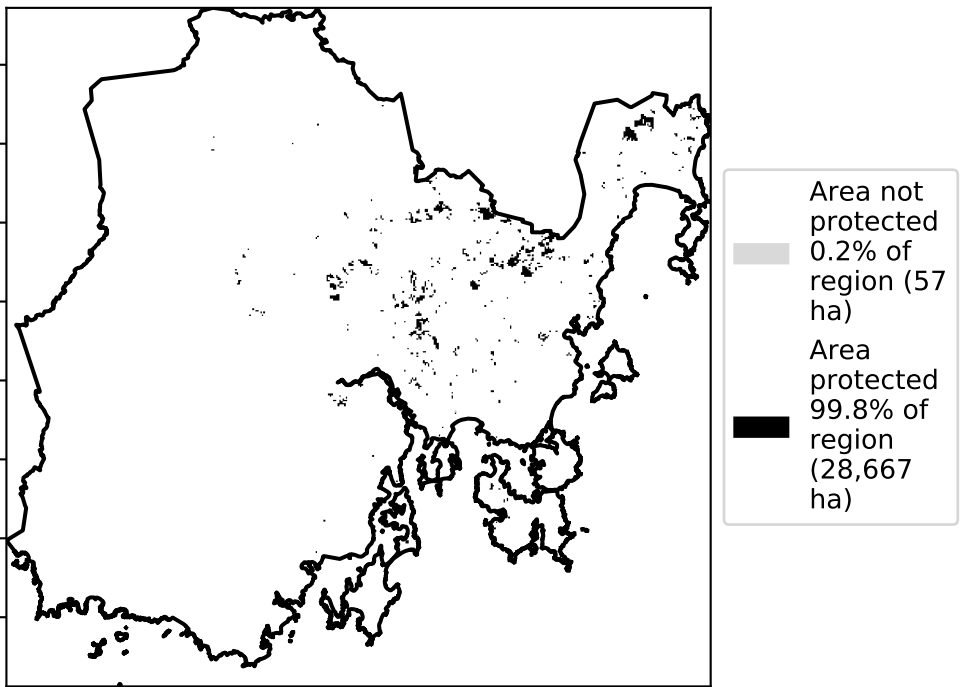 Area not
protected
0.2% of
region (57
ha)
Area
protected
99.8% of
region
(28,667
ha)